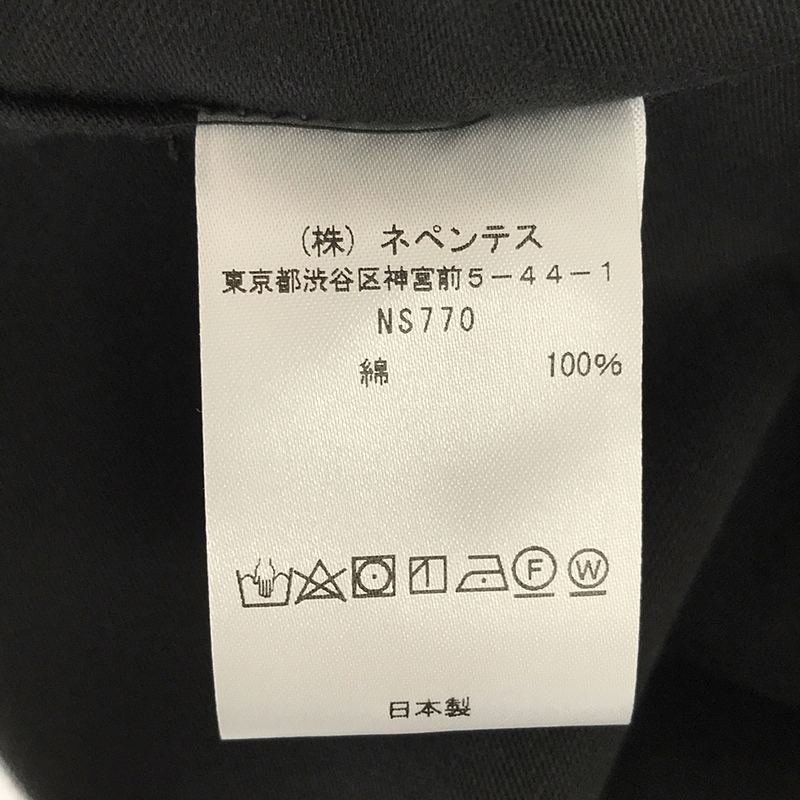 (株) ネペンテス
東京都渋谷区神宮前5-44-1
NS770
綿 100%
F W
日本製